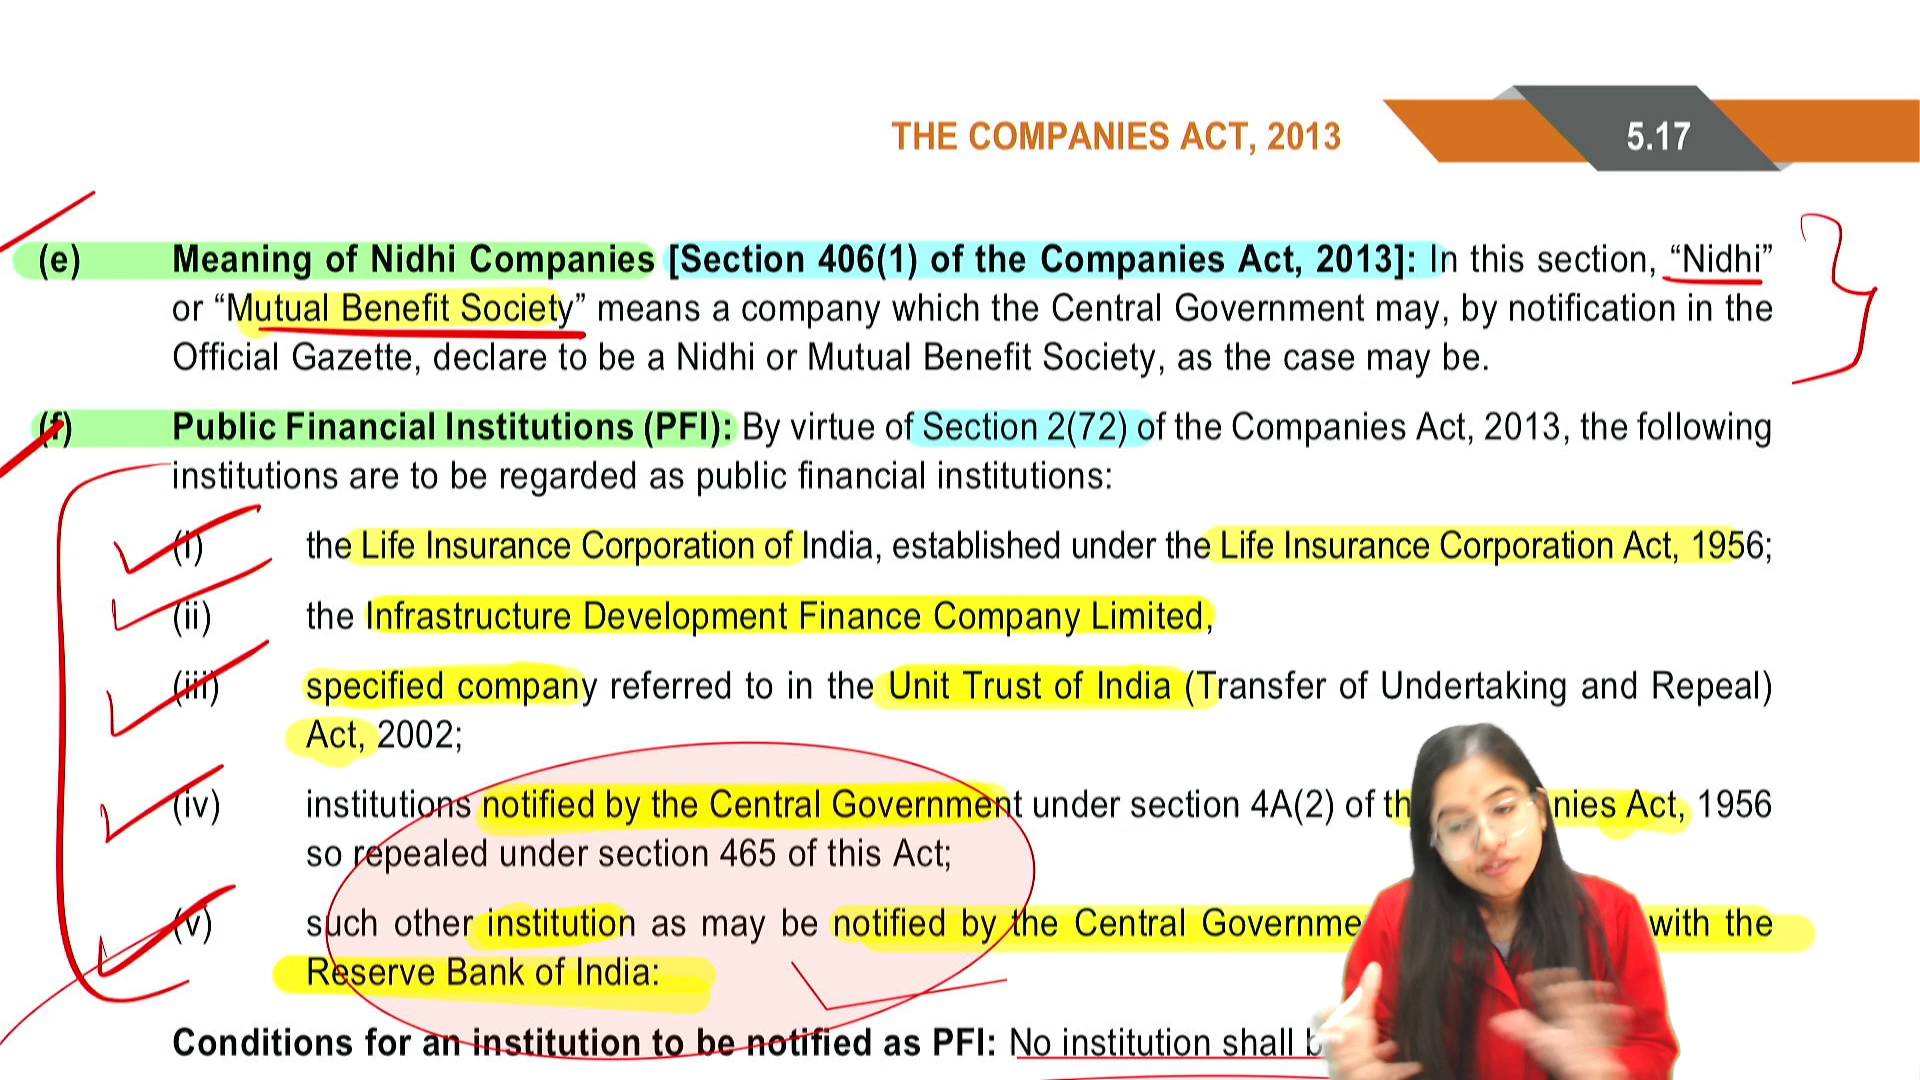 THE COMPANIES ACT, 2013 5.17
(e) Meaning of Nidhi Companies [Section 406(1) of the Companies Act, 2013]: In this section, “Nidhi”
or “Mutual Benefit Society” means a company which the Central Government may, by notification in the
Official Gazette, declare to be a Nidhi or Mutual Benefit Society, as the case may be.
(f) Public Financial Institutions (PFI): By virtue of Section 2(72) of the Companies Act, 2013, the following
institutions are to be regarded as public financial institutions:
(i) the Life Insurance Corporation of India, established under the Life Insurance Corporation Act, 1956;
(ii) the Infrastructure Development Finance Company Limited,
(iii) specified company referred to in the Unit Trust of India (Transfer of Undertaking and Repeal)
Act, 2002;
(iv) institutions notified by the Central Government under section 4A(2) of th nies Act, 1956
so repealed under section 465 of this Act;
(v) such other institution as may be notified by the Central Governme with the
Reserve Bank of India:
Conditions for an institution to be notified as PFI: No institution shall